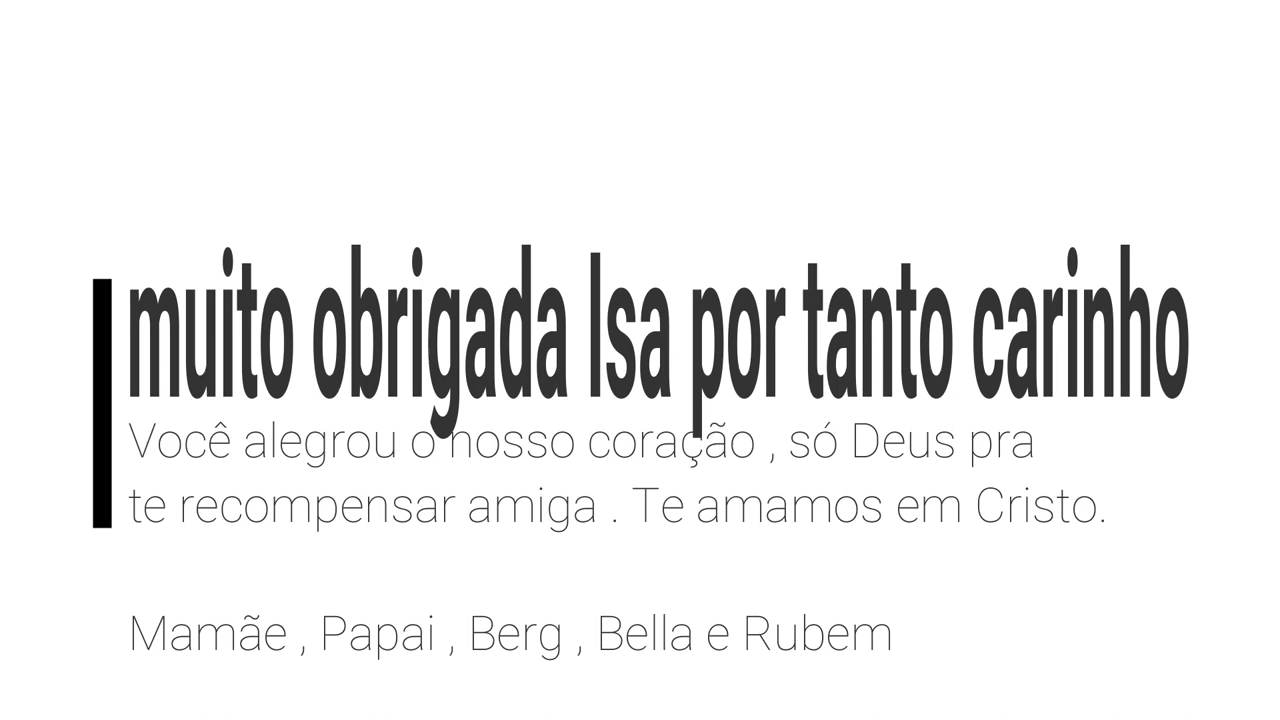 muito obrigada Isa por tanto carinho
Você alegrou o nosso coração , só Deus pra
te recompensar amiga . Te amamos em Cristo.
Mamãe , Papai , Berg , Bella e Rubem